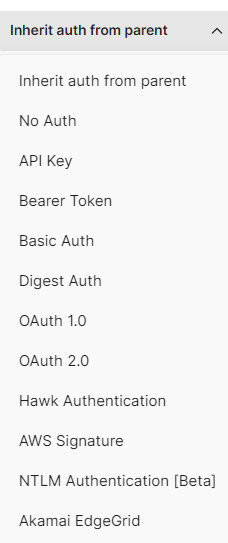 Inherit auth from parent
Inherit auth from parent
No Auth
API Key
Bearer Token
Basic Auth
Digest Auth
OAuth 1.0
OAuth 2.0
Hawk Authentication
AWS Signature
NTLM Authentication [Beta]
Akamai EdgeGrid